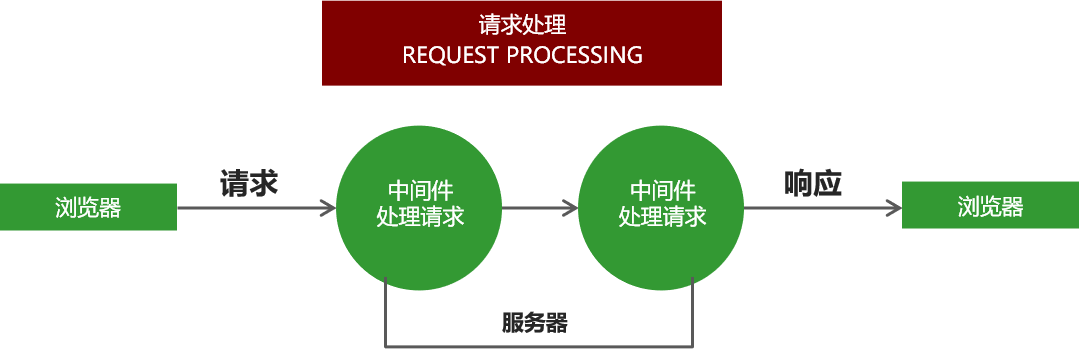 请求处理
REQUEST PROCESSING
浏览器
请求
中间件
处理请求
中间件
处理请求
响应
浏览器
服务器